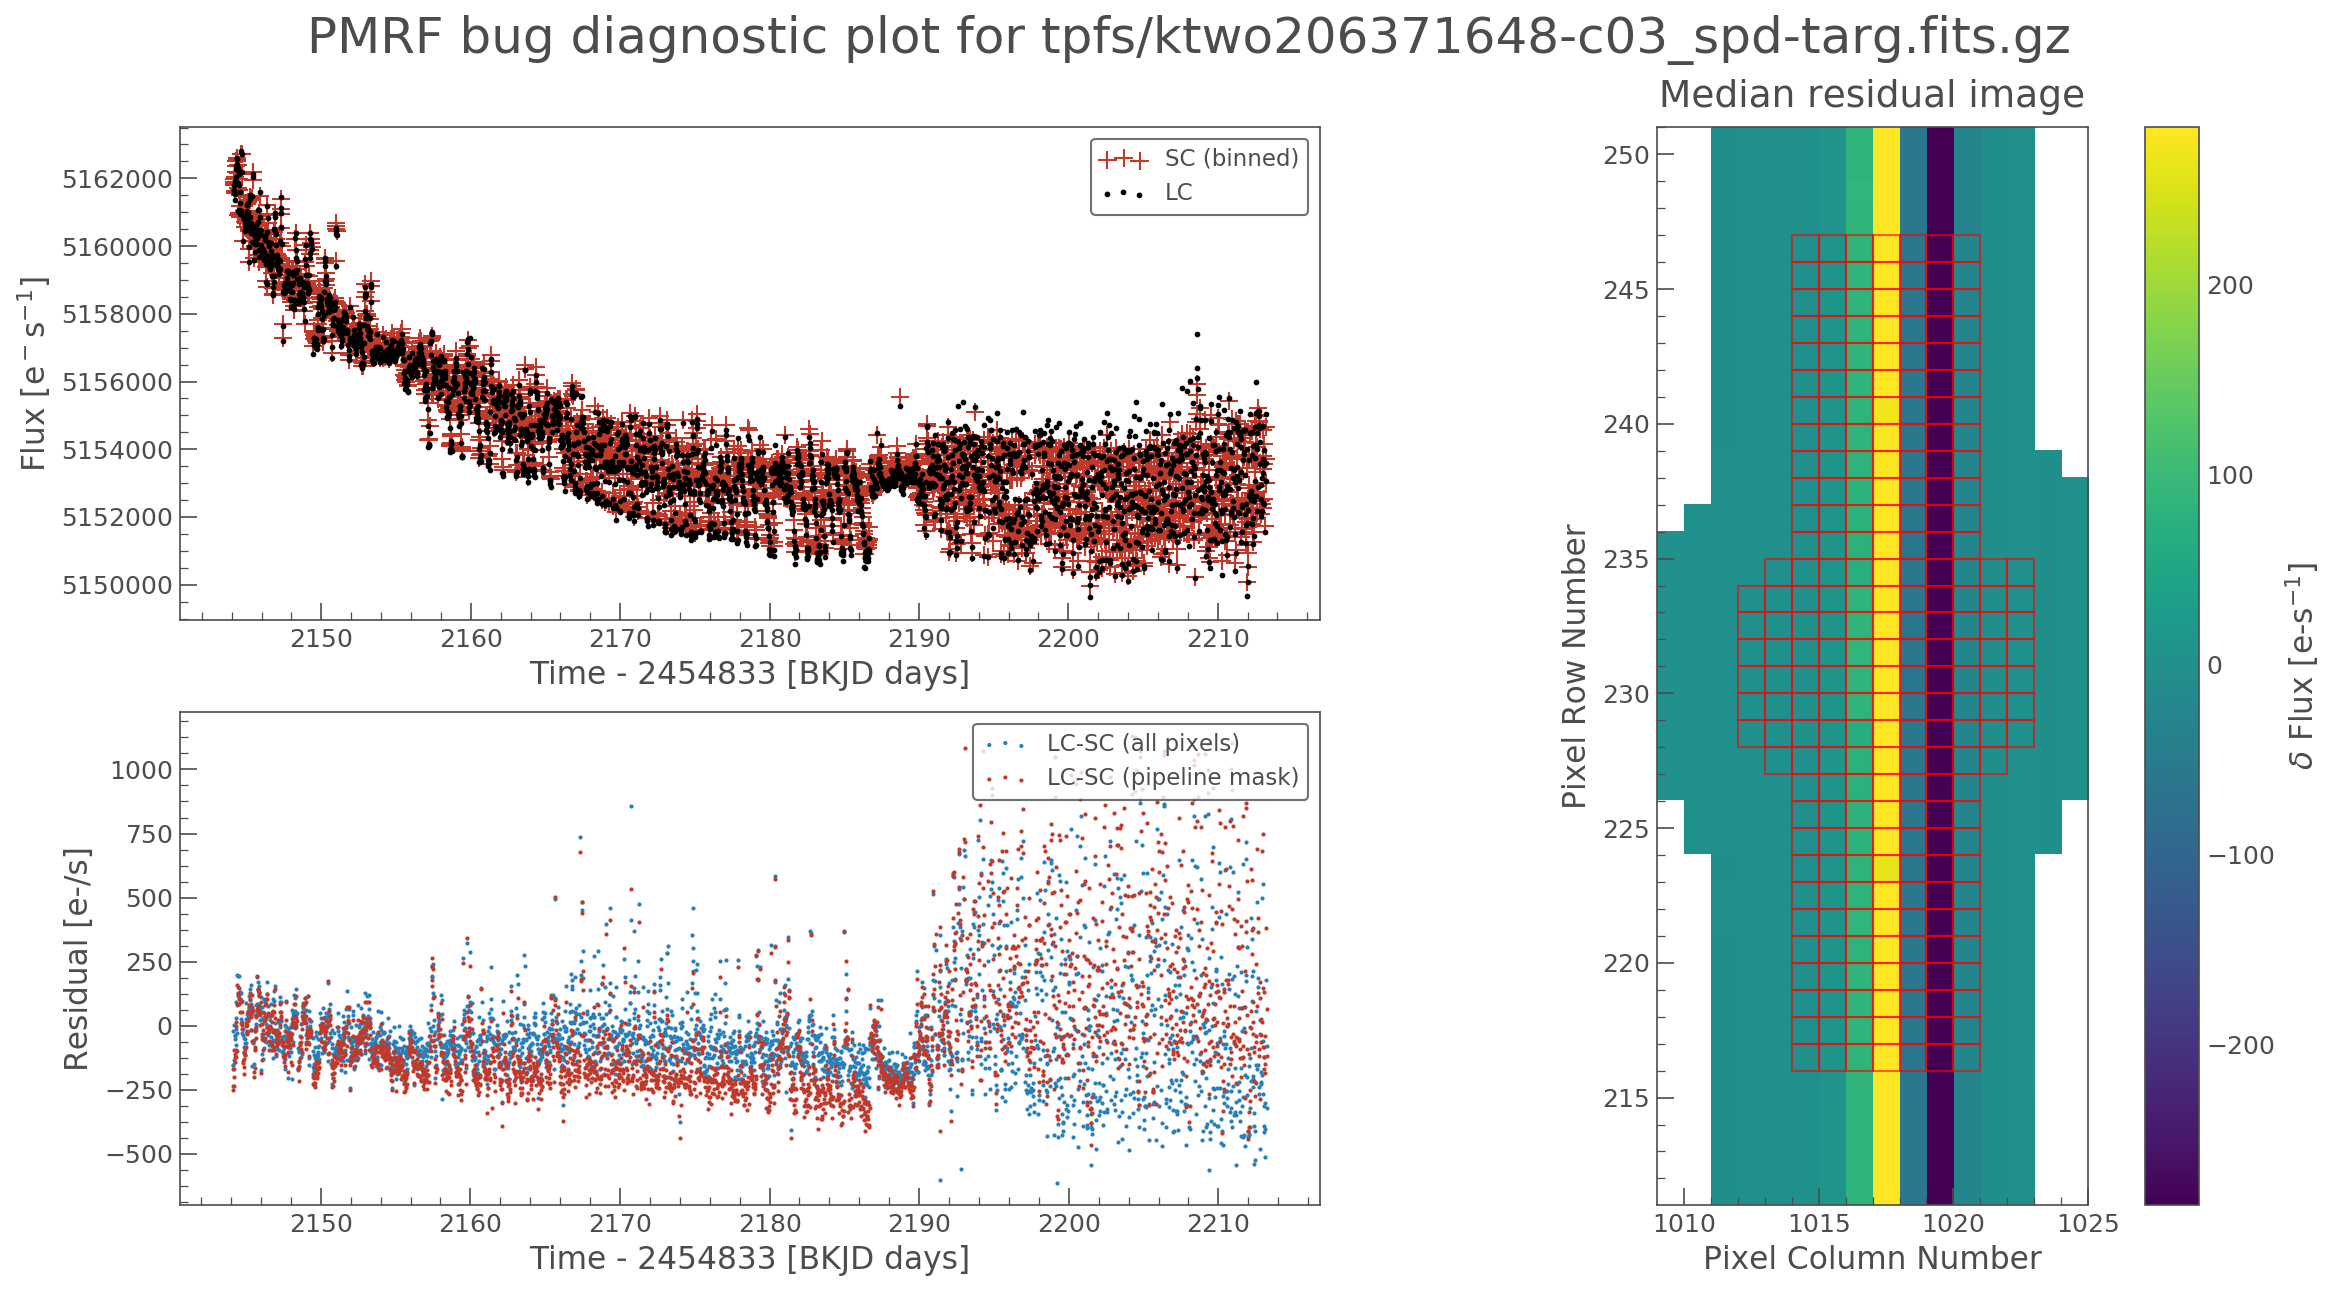 PMRF bug diagnostic plot for tpfs/ktwo206371648-c03_spd-targ.fits.gz
SC (binned)
LC
5162000
5160000
5158000
5156000
5154000
5152000
5150000
Flux [e⁻ s⁻¹]
2150 2160 2170 2180 2190 2200 2210
Time - 2454833 [BKJD days]
LC-SC (all pixels)
LC-SC (pipeline mask)
1000
750
500
250
0
−250
−500
Residual [e-/s]
2150 2160 2170 2180 2190 2200 2210
Time - 2454833 [BKJD days]
Median residual image
250
245
240
235
230
225
220
215
Pixel Row Number
1010 1015 1020 1025
Pixel Column Number
200
100
0
−100
−200
δ Flux [e-s⁻¹]